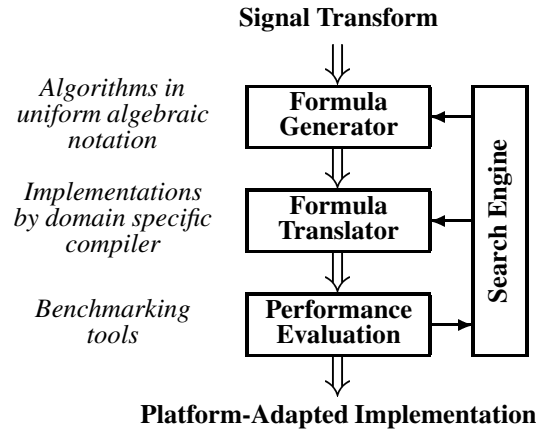 Signal Transform
Algorithms in
uniform algebraic
notation
Formula
Generator
Implementations
by domain specific
compiler
Formula
Translator
Search Engine
Benchmarking
tools
Performance
Evaluation
Platform-Adapted Implementation